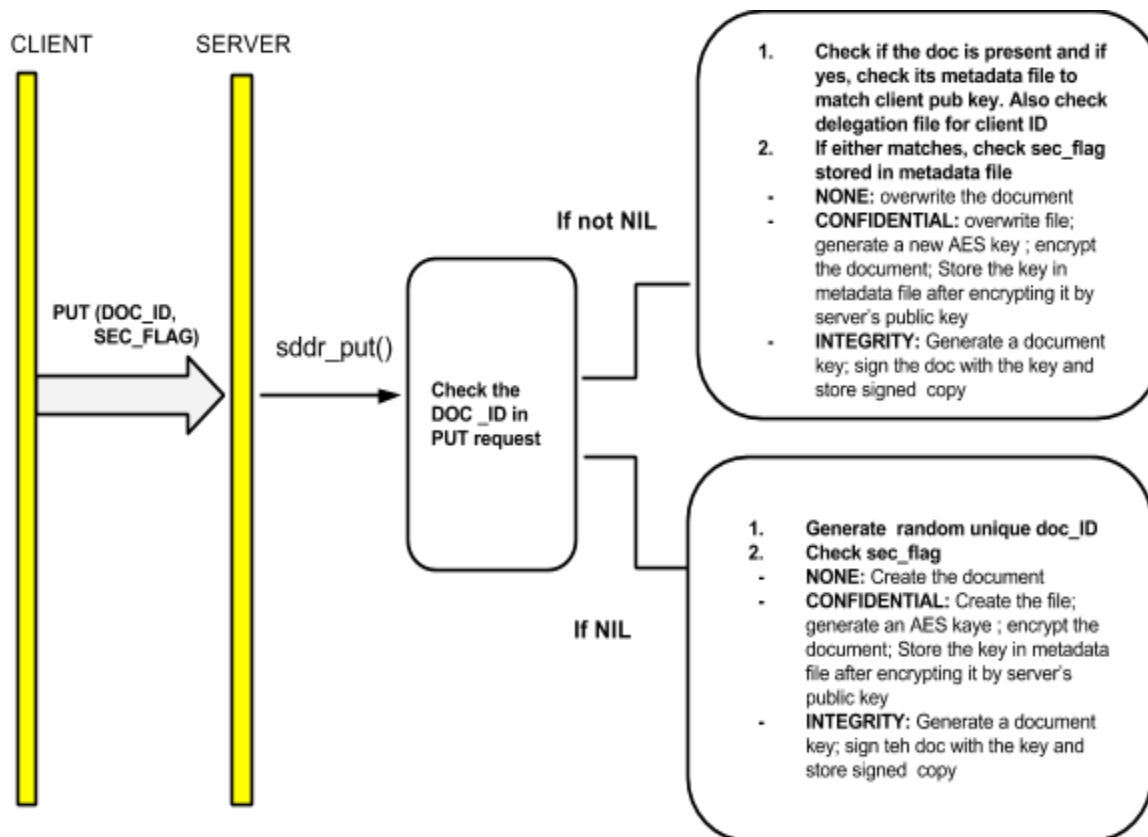 CLIENT
SERVER
PUT (DOC_ID,
SEC_FLAG)
sddr_put()
Check the
DOC _ID in
PUT request
If not NIL
1. Check if the doc is present and if
yes, check its metadata file to
match client pub key. Also check
delegation file for client ID
2. If either matches, check sec_flag
stored in metadata file
- NONE: overwrite the document
- CONFIDENTIAL: overwrite file;
generate a new AES key ; encrypt
the document; Store the key in
metadata file after encrypting it by
server's public key
- INTEGRITY: Generate a document
key; sign the doc with the key and
store signed copy
If NIL
1. Generate random unique doc_ID
2. Check sec_flag
- NONE: Create the document
- CONFIDENTIAL: Create the file;
generate an AES kaye ; encrypt the
document; Store the key in metadata
file after encrypting it by server's
public key
- INTEGRITY: Generate a document
key; sign teh doc with the key and
store signed copy